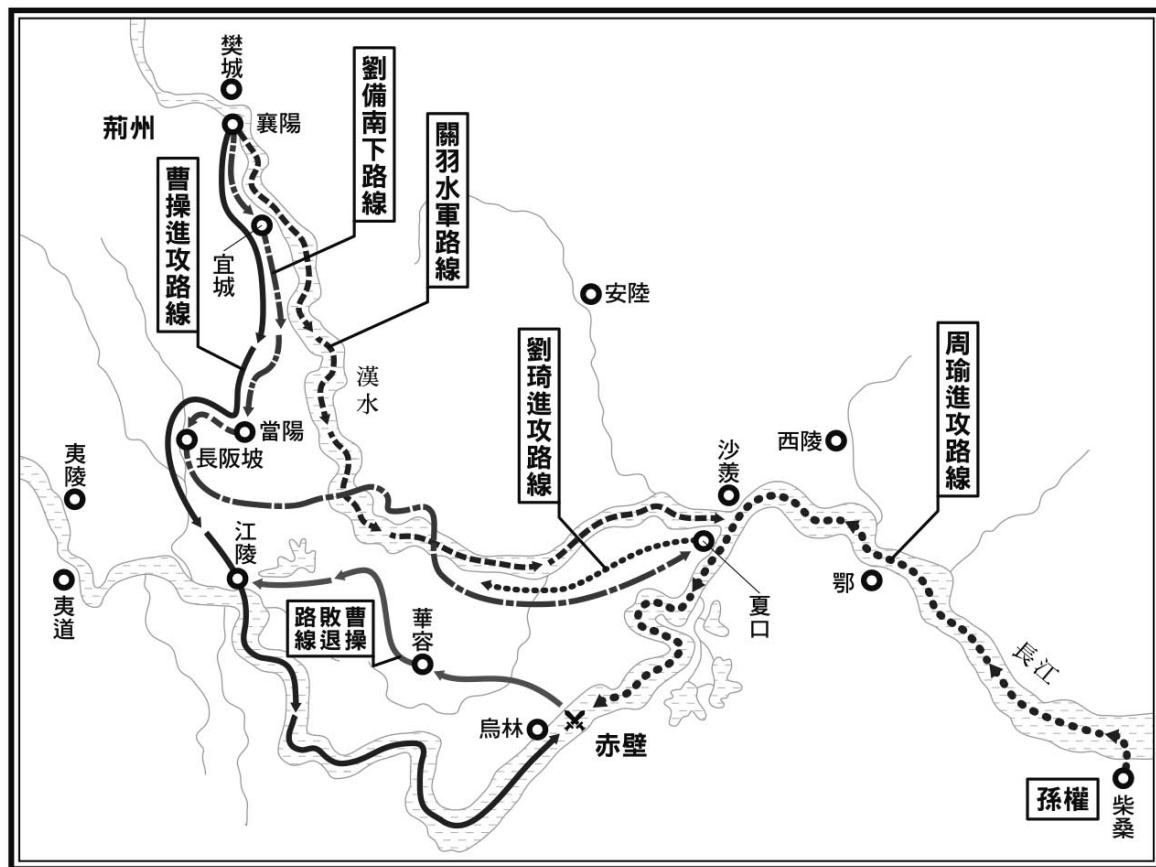 樊城
荊州
襄陽
劉備南下路線
關羽水軍路線
曹操進攻路線
宜城
安陸
漢水
劉琦進攻路線
周瑜進攻路線
當陽
長阪坡
西陵
沙羨
夷陵
江陵
夷道
鄂
夏口
曹操
敗退
路線
華容
長江
烏林
赤壁
孫權
柴桑